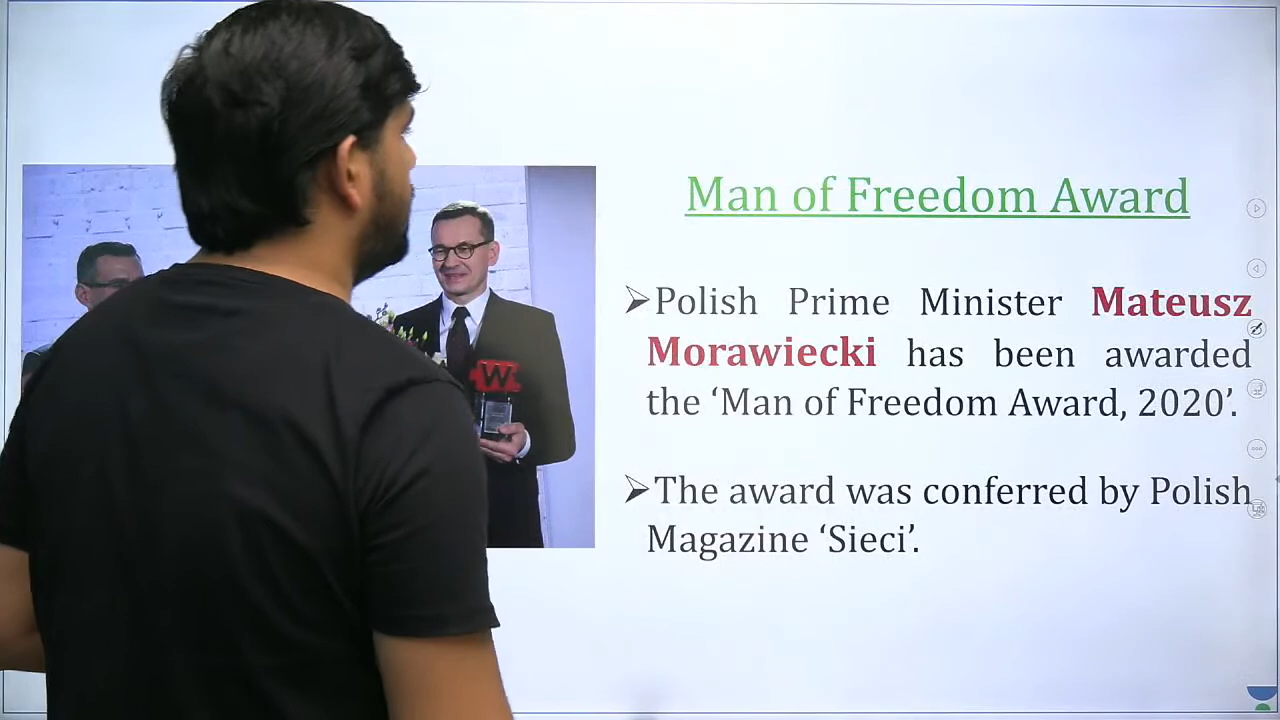 Man of Freedom Award
➢Polish Prime Minister Mateusz
Morawiecki has been awarded
the ‘Man of Freedom Award, 2020’.
➢The award was conferred by Polish
Magazine ‘Sieci’.
W